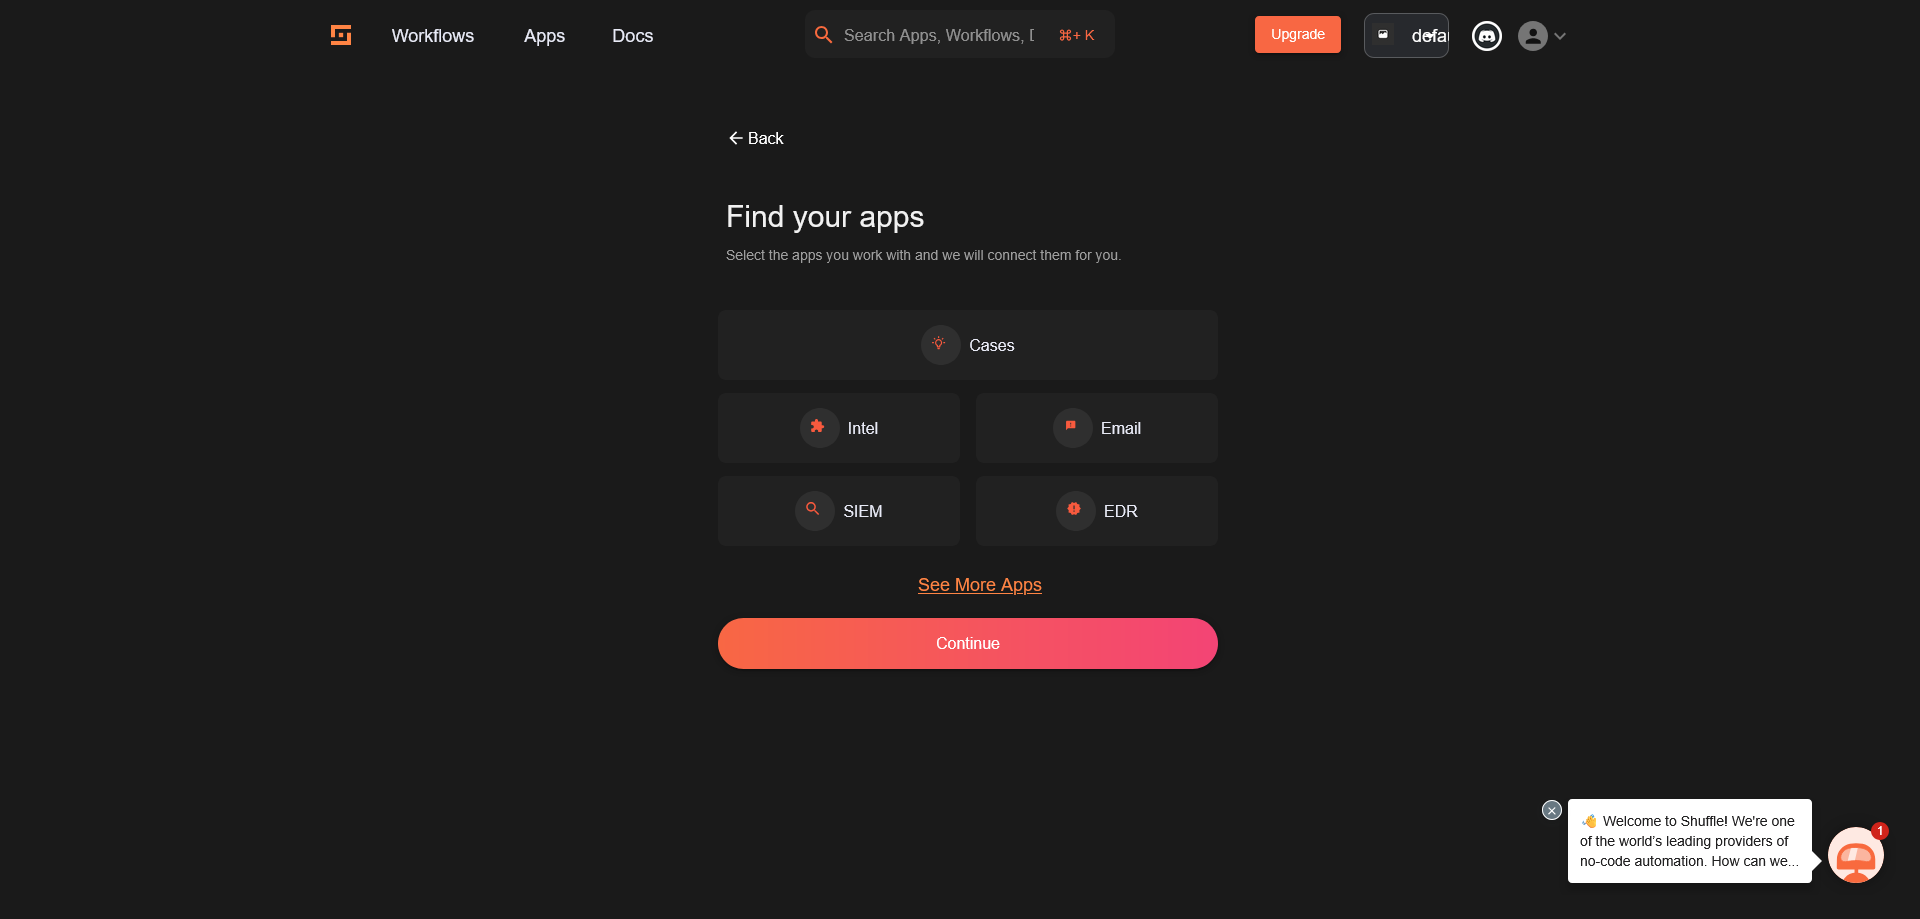 Workflows
Apps
Docs
Search Apps, Workflows, D
⌘+ K
Upgrade
defau
Back
Find your apps
Select the apps you work with and we will connect them for you.
Cases
Intel
Email
SIEM
EDR
See More Apps
Continue
👋 Welcome to Shuffle! We're one
of the world's leading providers of
no-code automation. How can we...
1